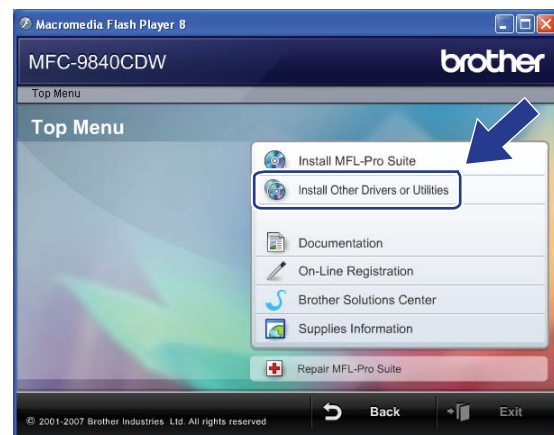 Macromedia Flash Player 8
MFC-9840CDW
brother
Top Menu
Top Menu
Install MFL-Pro Suite
Install Other Drivers or Utilities
Documentation
On-Line Registration
Brother Solutions Center
Supplies Information
Repair MFL-Pro Suite
© 2001-2007 Brother Industries Ltd. All rights reserved
Back
Exit